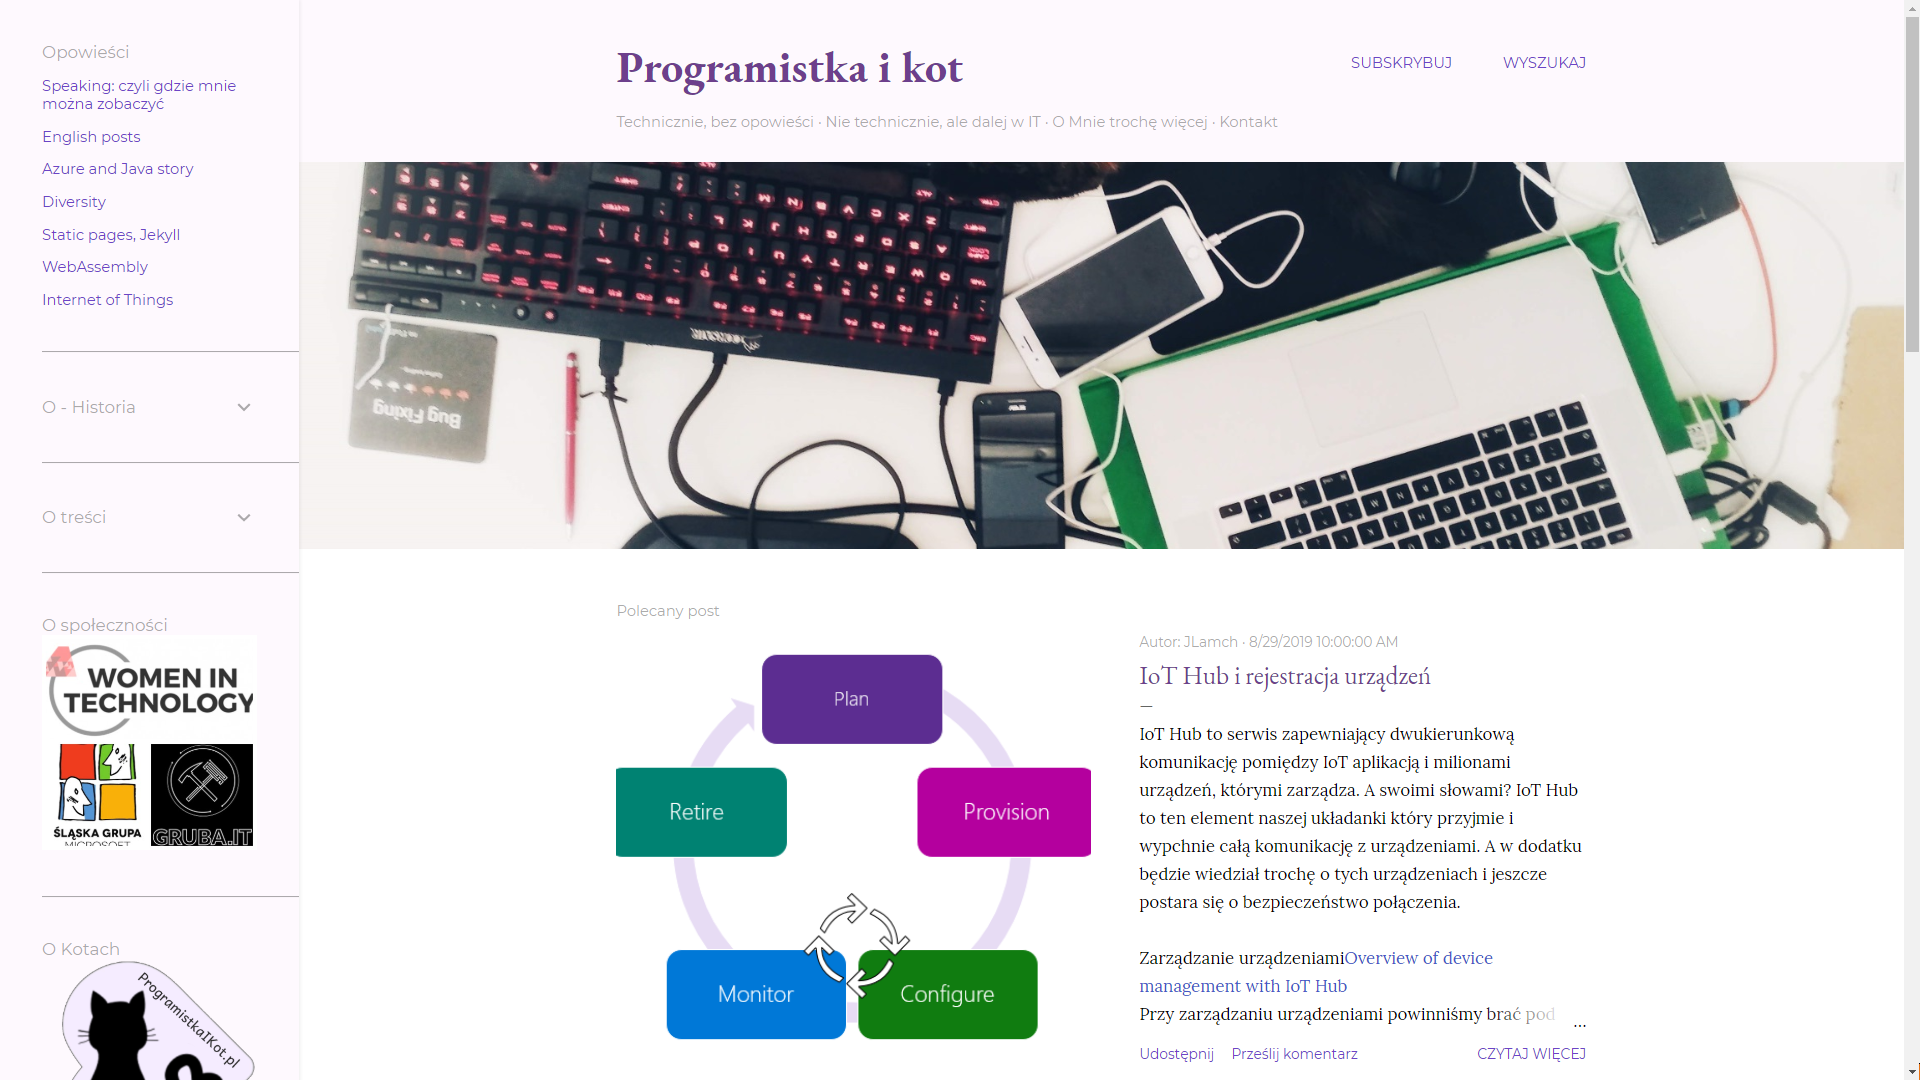 Opowieści
Speaking: czyli gdzie mnie
można zobaczyć
English posts
Azure and Java story
Diversity
Static pages, Jekyll
WebAssembly
Internet of Things
O - Historia
O treści
O społeczności
WOMEN IN
TECHNOLOGY
ŚLĄSKA GRUPA
MICROSOFT
GRUBA.IT
O Kotach
ProgramistkaIKot.pl
Programistka i kot
SUBSKRYBUJ
WYSZUKAJ
Technicznie, bez opowieści · Nie technicznie, ale dalej w IT · O Mnie trochę więcej · Kontakt
Bug Fixing
Polecany post
Plan
Retire
Provision
Monitor
Configure
Autor: JLamch · 8/29/2019 10:00:00 AM
IoT Hub i rejestracja urządzeń
IoT Hub to serwis zapewniający dwukierunkową
komunikację pomiędzy IoT aplikacją i milionami
urządzeń, którymi zarządza. A swoimi słowami? IoT Hub
to ten element naszej układanki który przyjmie i
wypchnie całą komunikację z urządzeniami. A w dodatku
będzie wiedział trochę o tych urządzeniach i jeszcze
postara się o bezpieczeństwo połączenia.
Zarządzanie urządzeniamiOverview of device
management with IoT Hub
Przy zarządzaniu urządzeniami powinniśmy brać pod
…
Udostępnij
Prześlij komentarz
CZYTAJ WIĘCEJ